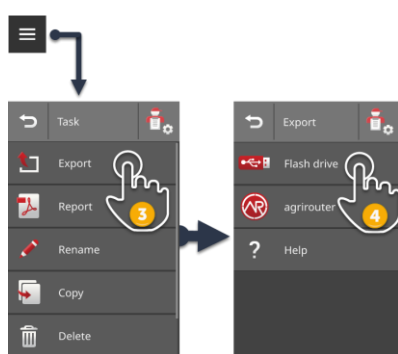 Task
Export
Report
Rename
Copy
Delete
3
Export
Flash drive
agrirouter
Help
4